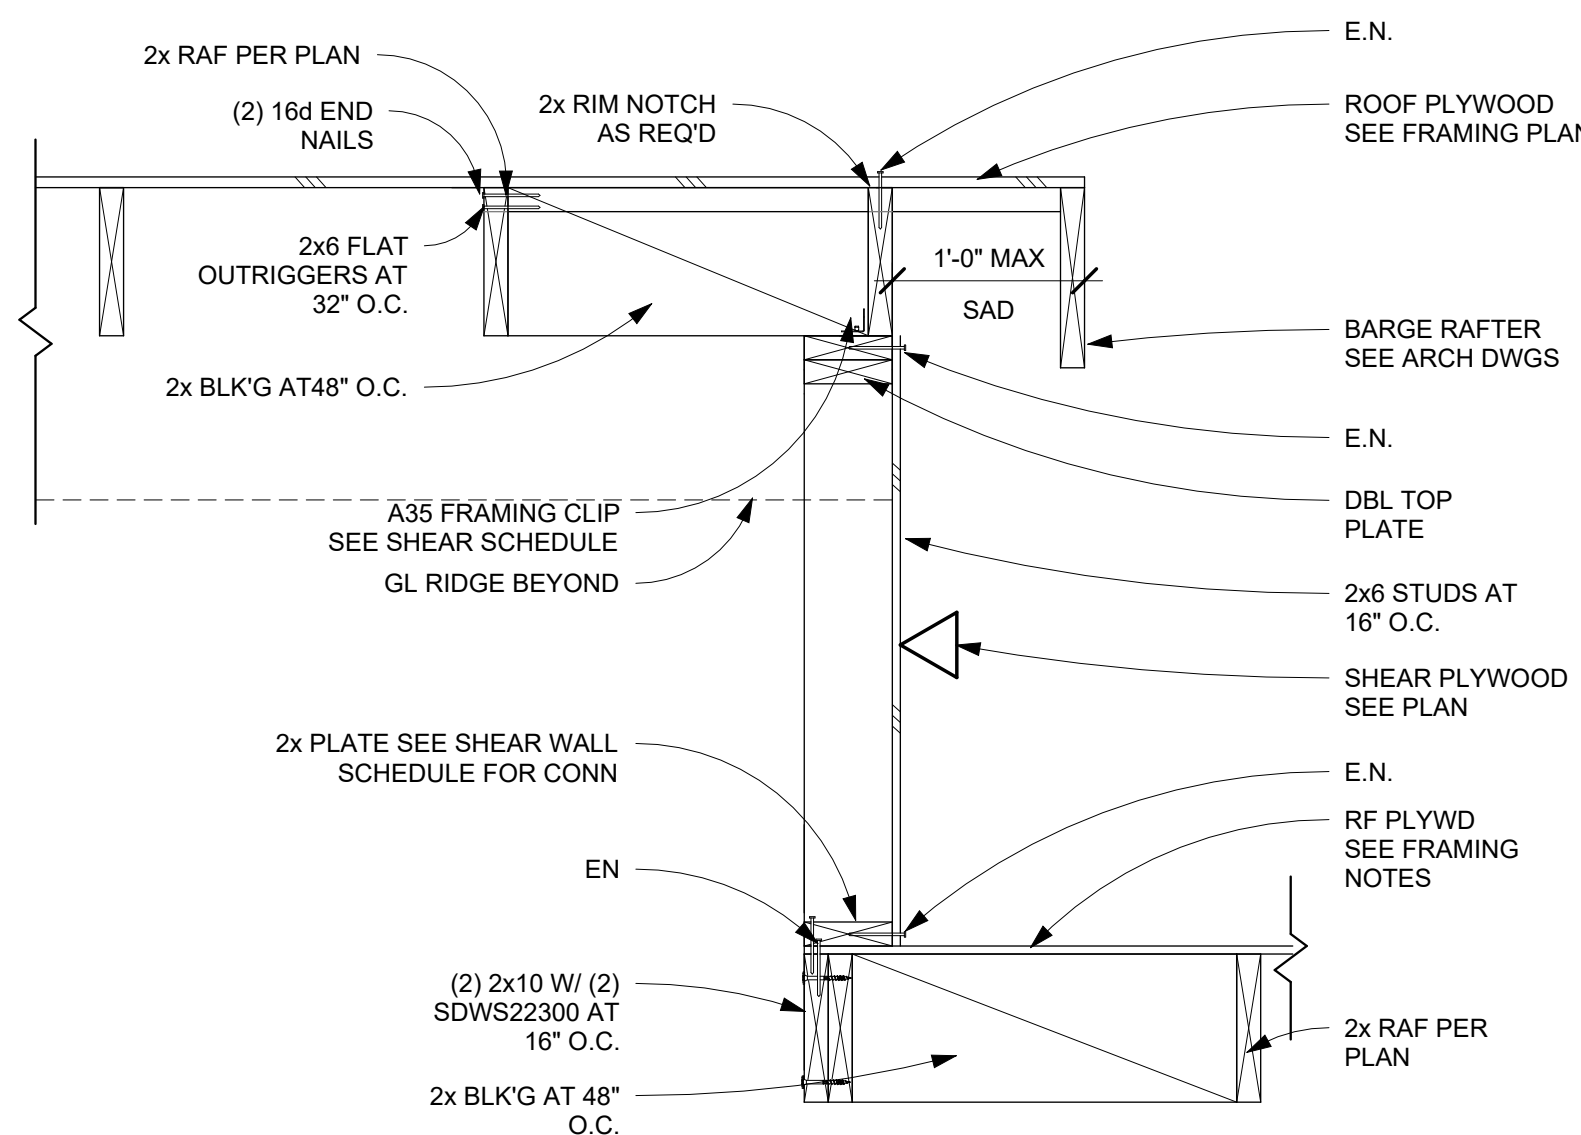 E.N.
2x RAF PER PLAN
(2) 16d END
NAILS
2x RIM NOTCH
AS REQ'D
ROOF PLYWOOD
SEE FRAMING PLAN
2x6 FLAT
OUTRIGGERS AT
32" O.C.
1'-0" MAX
SAD
BARGE RAFTER
SEE ARCH DWGS
2x BLK'G AT48" O.C.
E.N.
A35 FRAMING CLIP
SEE SHEAR SCHEDULE
DBL TOP
PLATE
GL RIDGE BEYOND
2x6 STUDS AT
16" O.C.
SHEAR PLYWOOD
SEE PLAN
2x PLATE SEE SHEAR WALL
SCHEDULE FOR CONN
E.N.
RF PLYWD
SEE FRAMING
NOTES
EN
(2) 2x10 W/ (2)
SDWS22300 AT
16" O.C.
2x RAF PER
PLAN
2x BLK'G AT 48"
O.C.